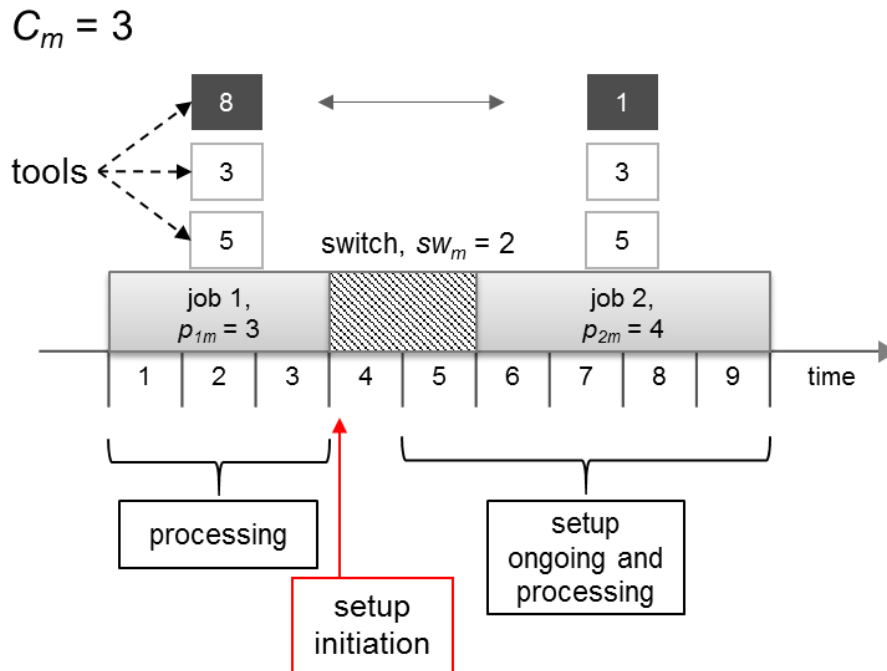 C_m = 3
8
1
tools
3
3
5
5
switch, sw_m = 2
job 1,
p_1m = 3
job 2,
p_2m = 4
1 2 3 4 5 6 7 8 9 time
processing
setup
ongoing and
processing
setup
initiation